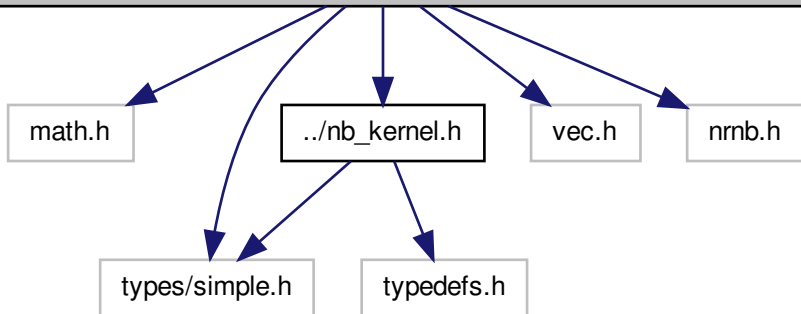 math.h
../nb_kernel.h
vec.h
nrnb.h
types/simple.h
typedefs.h